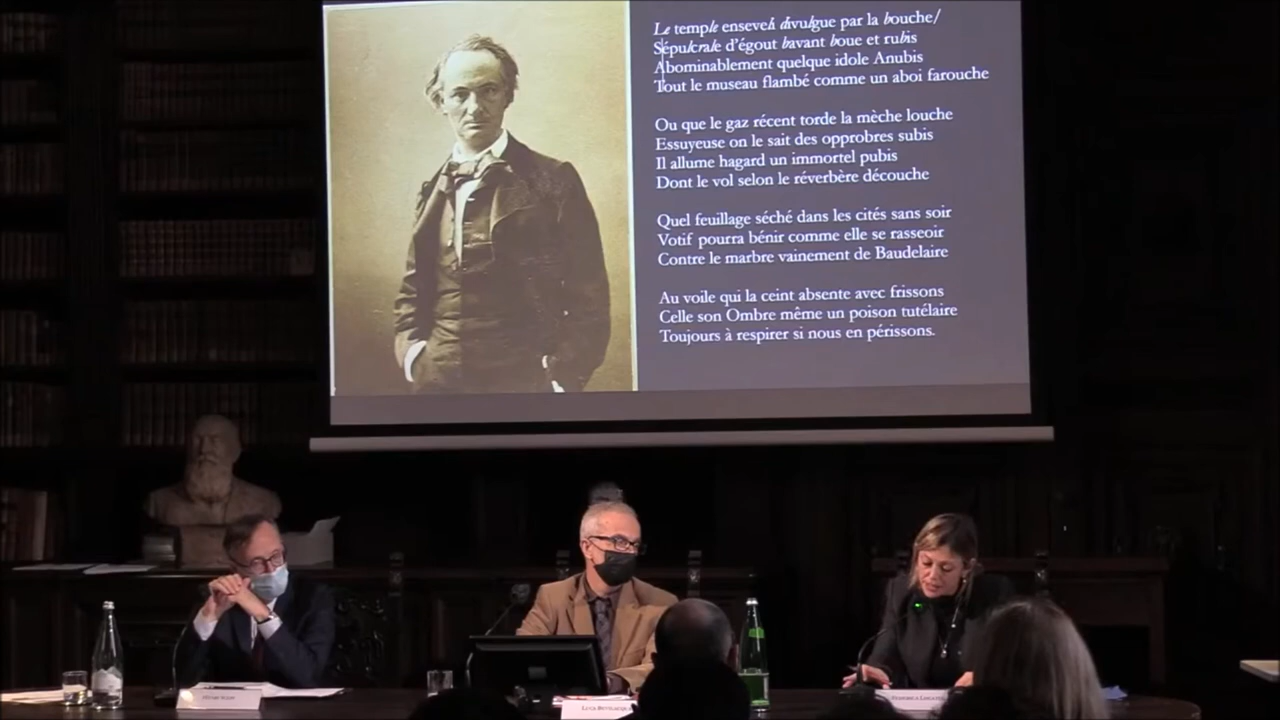 Le temple enseveli divulgue par la bouche/
Sépulcrale d'égout bavant boue et rubis
Abominablement quelque idole Anubis
Tout le museau flambé comme un aboi farouche
Ou que le gaz récent torde la mèche louche
Essuyeuse on le sait des opprobres subis
Il allume hagard un immortel pubis
Dont le vol selon le réverbère découche
Quel feuillage séché dans les cités sans soir
Votif pourra bénir comme elle se rasseoir
Contre le marbre vainement de Baudelaire
Au voile qui la ceint absente avec frissons
Celle son Ombre même un poison tutélaire
Toujours à respirer si nous en périssons.
Luca Bevilacqua